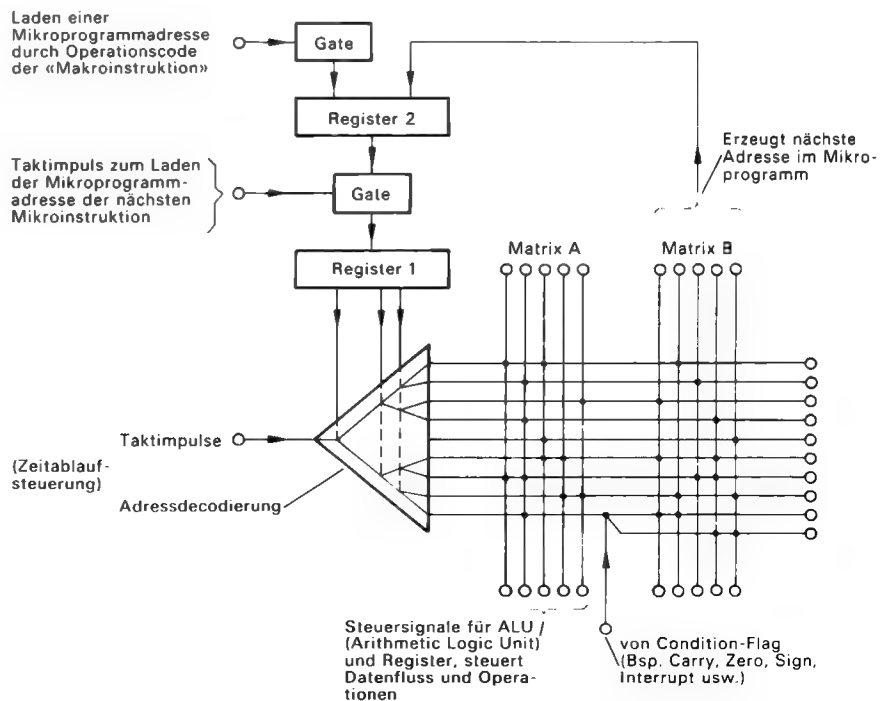 Laden einer
Mikroprogrammadresse
durch Operationscode
der «Makroinstruktion»
Gate
Register 2
Taktimpuls zum Laden
der Mikroprogramm-
adresse der nächsten
Mikroinstruktion
Gate
Register 1
Erzeugt nächste
Adresse im Mikro-
programm
Matrix A
Matrix B
Taktimpulse
(Zeitablauf-
steuerung)
Adressdecodierung
Steuersignale für ALU
(Arithmetic Logic Unit)
und Register, steuert
Datenfluss und Opera-
tionen
von Condition-Flag
(Bsp. Carry, Zero, Sign,
Interrupt usw.)